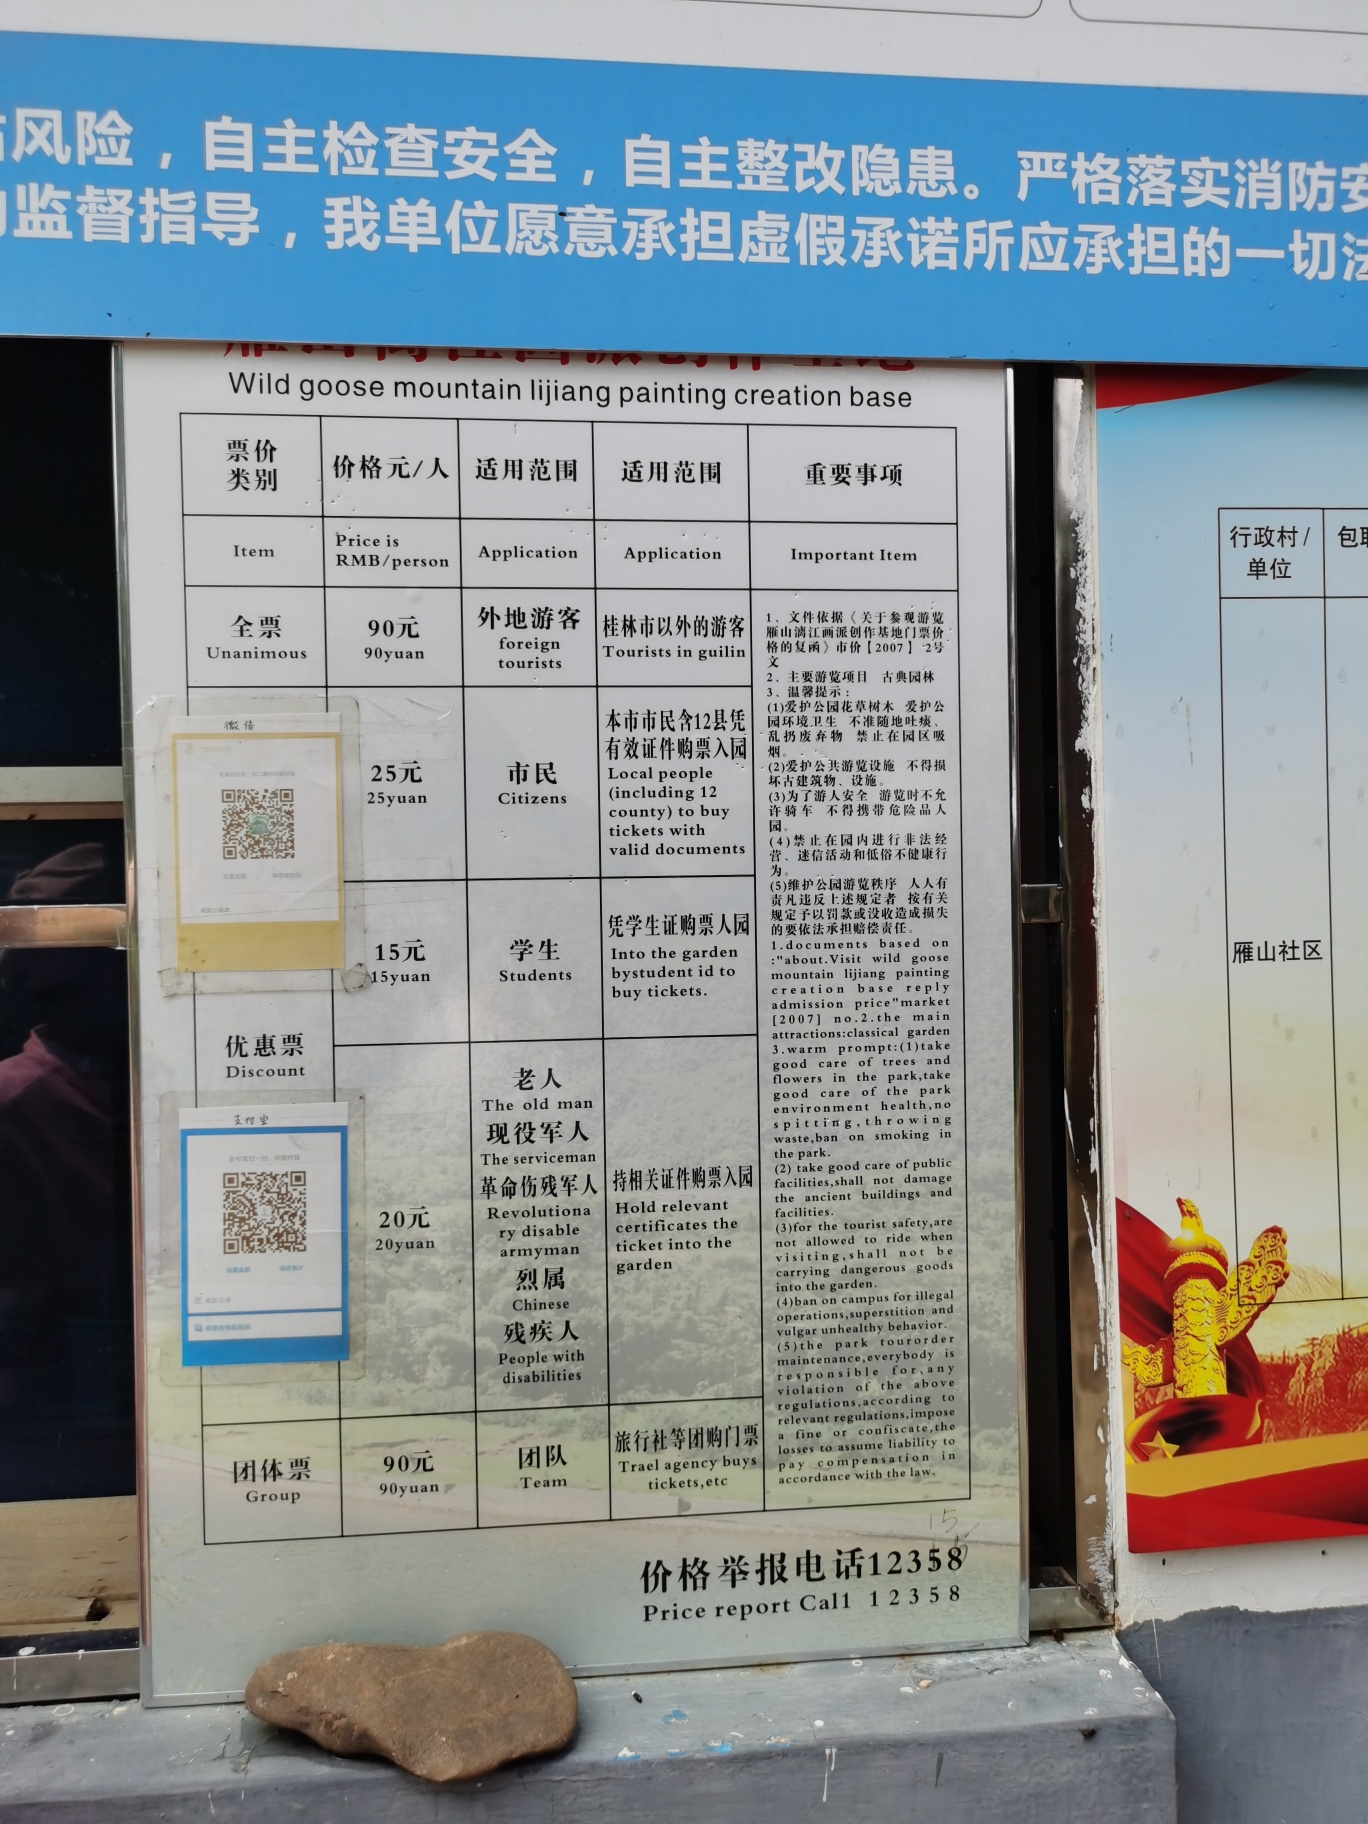 风险，自主检查安全，自主整改隐患。严格落实消防安
监督指导，我单位愿意承担虚假承诺所应承担的一切法
Wild goose mountain lijiang painting creation base
票价
类别
价格元/人
适用范围
适用范围
重要事项
Item
Price is
RMB/person
Application
Application
Important Item
全票
Unanimous
90元
90yuan
外地游客
foreign
tourists
桂林市以外的游客
Tourists in guilin
优惠票
Discount
25元
25yuan
市民
Citizens
本市市民含12县凭
有效证件购票入园
Local people
(including 12
county) to buy
tickets with
valid documents
15元
15yuan
学生
Students
凭学生证购票人园
Into the garden
bystudent id to
buy tickets.
20元
20yuan
老人
The old man
现役军人
The serviceman
革命伤残军人
Revolutiona
ry disable
armyman
烈属
Chinese
残疾人
People with
disabilities
持相关证件购票入园
Hold relevant
certificates the
ticket into the
garden
团体票
Group
90元
90yuan
团队
Team
旅行社等团购门票
Trael agency buys
tickets,etc
1、文件依据《关于参观游览
雁山漓江画派创作基地门票价
格的复函》市价【2007】2号
文
2、主要游览项目 古典园林
3、温馨提示：
(1)爱护公园花草树木 爱护公
园环境卫生 不准随地吐痰、
乱扔废弃物 禁止在园区吸
烟。
(2)爱护公共游览设施 不得损
坏古建筑物、设施。
(3)为了游人安全 游览时不允
许骑车 不得携带危险品人
园。
(4)禁止在园内进行非法经
营、迷信活动和低俗不健康行
为。
(5)维护公园游览秩序 人人有
责凡违反上述规定者 按有关
规定予以罚款或没收造成损失
的要依法承担赔偿责任。
1.documents based on
:"about.Visit wild goose
mountain lijiang painting
creation base reply
admission price"market
[2007] no.2.the main
attractions:classical garden
3.warm prompt:(1)take
good care of trees and
flowers in the park,take
good care of the park
environment health,no
spitting,throwing
waste,ban on smoking in
the park.
(2) take good care of public
facilities,shall not damage
the ancient buildings and
facilities.
(3)for the tourist safety,are
not allowed to ride when
visiting,shall not be
carrying dangerous goods
into the garden.
(4)ban on campus for illegal
operations,superstition and
vulgar unhealthy behavior.
(5)the park tourorder
maintenance,everybody is
responsible for,any
violation of the above
regulations,according to
relevant regulations,impose
a fine or confiscate,the
losses to assume liability to
pay compensation in
accordance with the law.
价格举报电话12358
Price report Call 12358
微信
支付宝
行政村/
单位
雁山社区